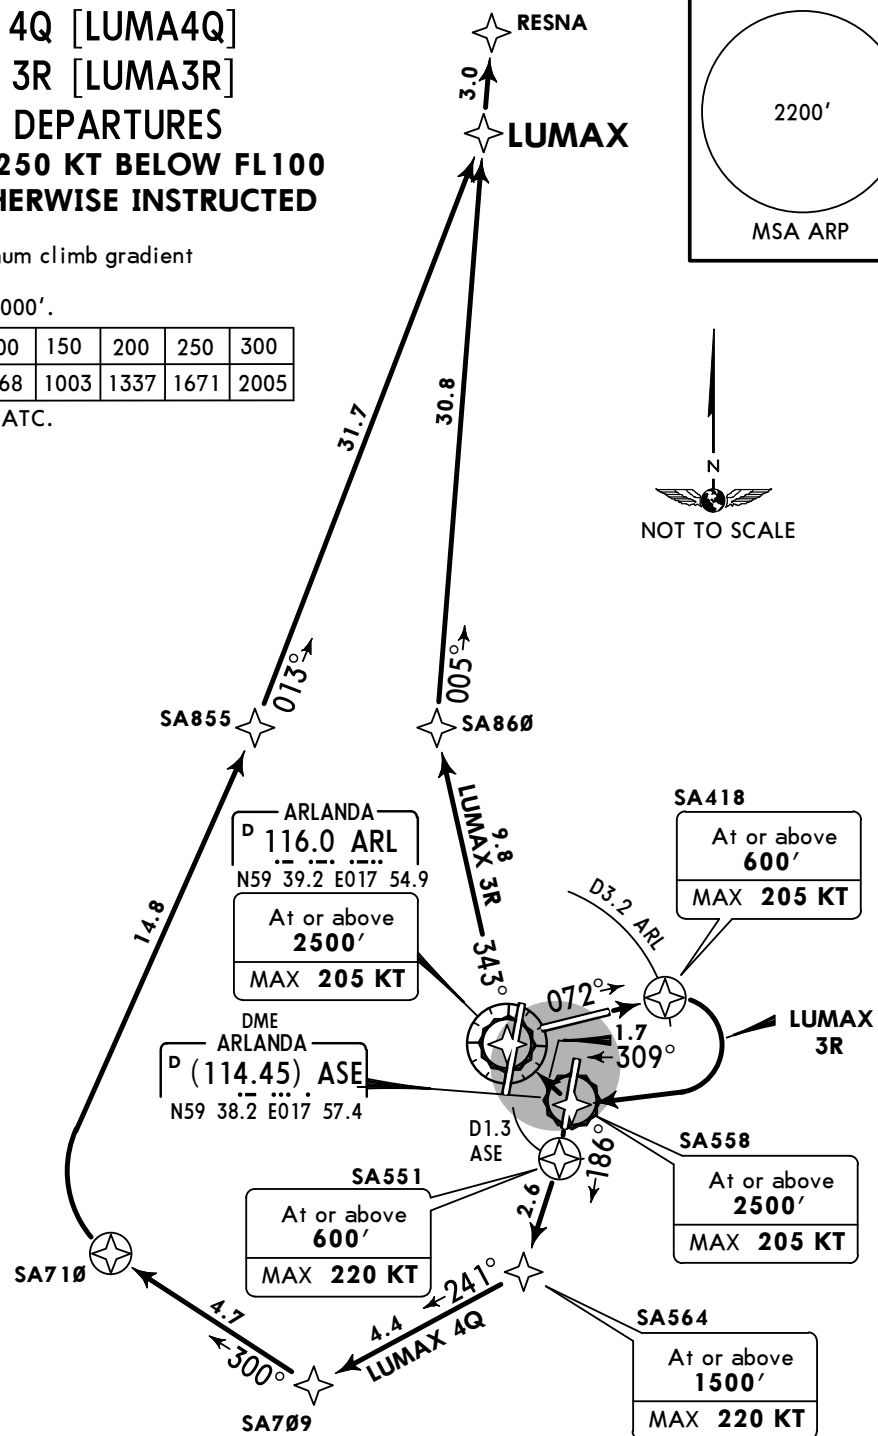 4Q [LUMA4Q]
3R [LUMA3R]
DEPARTURES
250 KT BELOW FL100
HERWISE INSTRUCTED
um climb gradient
000'.
00 150 200 250 300
68 1003 1337 1671 2005
ATC.
RESNA
3.0
LUMAX
2200'
MSA ARP
N
NOT TO SCALE
31.7
30.8
013°
005°
SA855
SA86Ø
14.8
9.8
LUMAX 3R
343°
ARLANDA
D 116.0 ARL
N59 39.2 E017 54.9
At or above
2500'
MAX 205 KT
DME
ARLANDA
D (114.45) ASE
N59 38.2 E017 57.4
SA418
At or above
600'
MAX 205 KT
D3.2 ARL
072°
1.7
309°
LUMAX
3R
D1.3
ASE
186°
2.6
SA558
At or above
2500'
MAX 205 KT
SA551
At or above
600'
MAX 220 KT
SA71Ø
4.7
300°
SA7Ø9
241°
4.4
LUMAX 4Q
SA564
At or above
1500'
MAX 220 KT